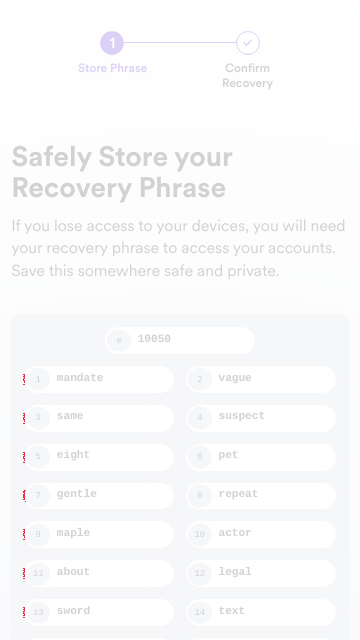 1
Store Phrase
Confirm
Recovery
Safely Store your
Recovery Phrase
If you lose access to your devices, you will need
your recovery phrase to access your accounts.
Save this somewhere safe and private.
# 10050
1 mandate 2 vague
3 same 4 suspect
5 eight 6 pet
7 gentle 8 repeat
9 maple 10 actor
11 about 12 legal
13 sword 14 text